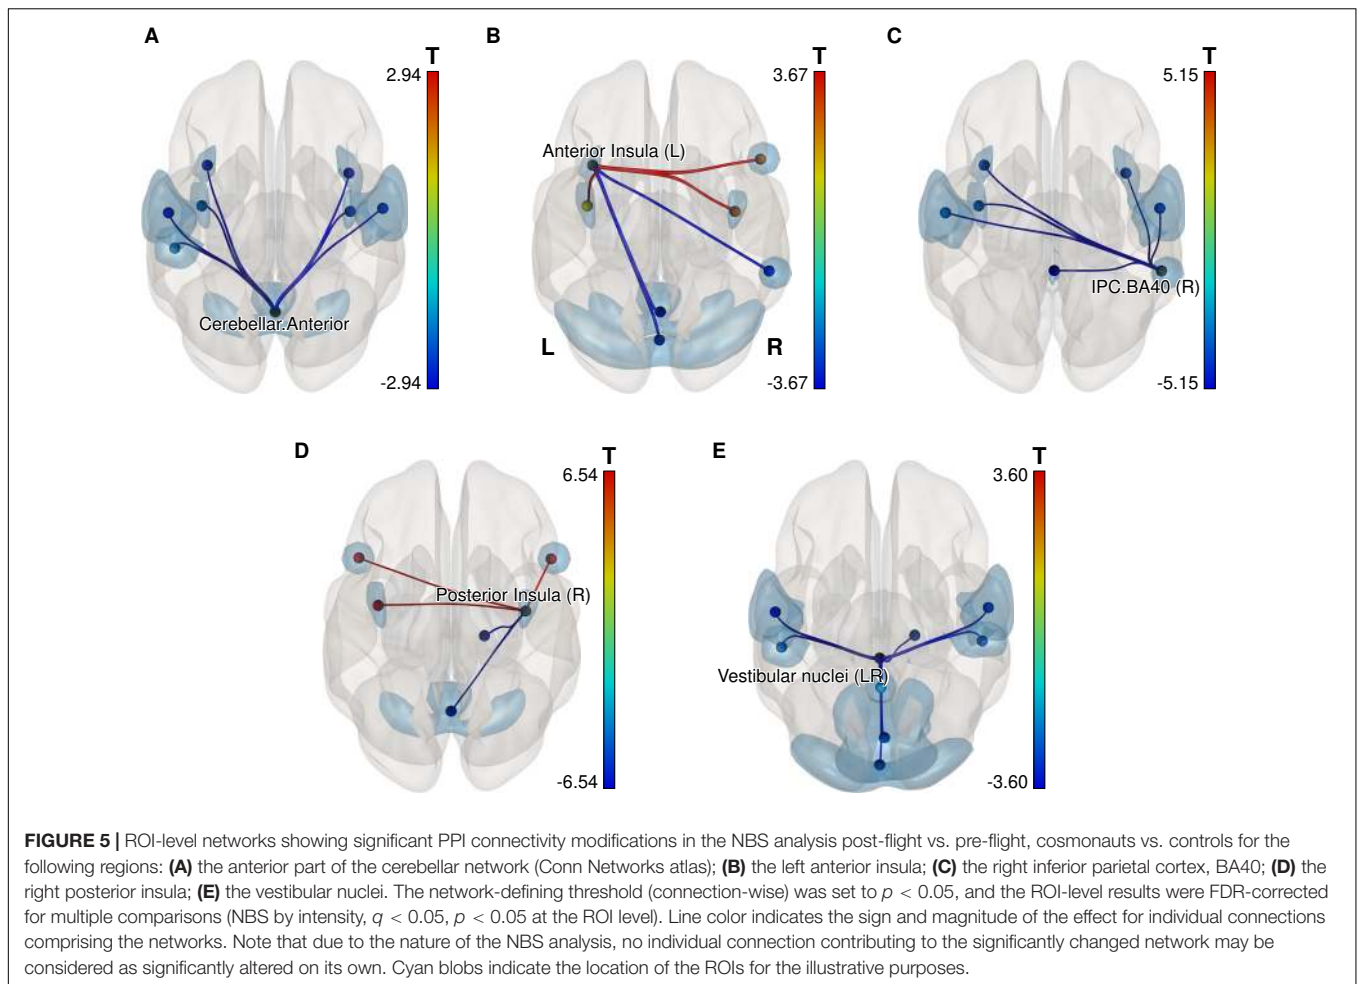 A
B
C
T
2.94
-2.94
T
3.67
-3.67
T
5.15
-5.15
Cerebellar.Anterior
Anterior Insula (L)
L
R
IPC.BA40 (R)
D
E
T
6.54
-6.54
T
3.60
-3.60
Posterior Insula (R)
Vestibular nuclei (LR)
FIGURE 5 | ROI-level networks showing significant PPI connectivity modifications in the NBS analysis post-flight vs. pre-flight, cosmonauts vs. controls for the
following regions: (A) the anterior part of the cerebellar network (Conn Networks atlas); (B) the left anterior insula; (C) the right inferior parietal cortex, BA40; (D) the
right posterior insula; (E) the vestibular nuclei. The network-defining threshold (connection-wise) was set to p < 0.05, and the ROI-level results were FDR-corrected
for multiple comparisons (NBS by intensity, q < 0.05, p < 0.05 at the ROI level). Line color indicates the sign and magnitude of the effect for individual connections
comprising the networks. Note that due to the nature of the NBS analysis, no individual connection contributing to the significantly changed network may be
considered as significantly altered on its own. Cyan blobs indicate the location of the ROIs for the illustrative purposes.